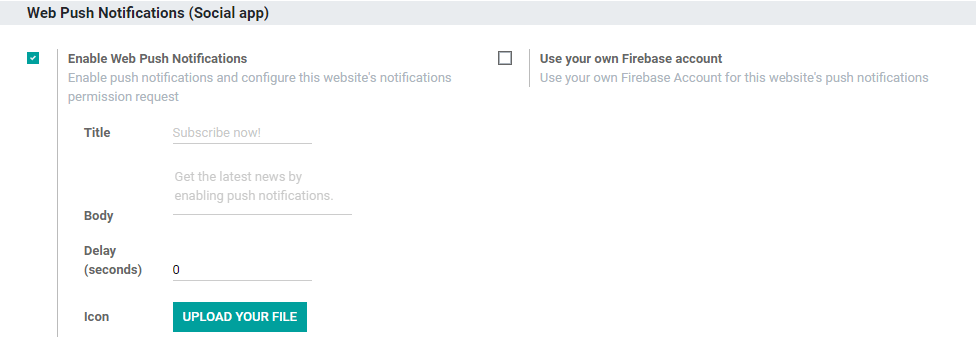 Web Push Notifications (Social app)
Enable Web Push Notifications
Enable push notifications and configure this website's notifications
permission request
Title
Subscribe now!
Get the latest news by
enabling push notifications.
Body
Delay
(seconds)
0
Icon
UPLOAD YOUR FILE
Use your own Firebase account
Use your own Firebase Account for this website's push notifications